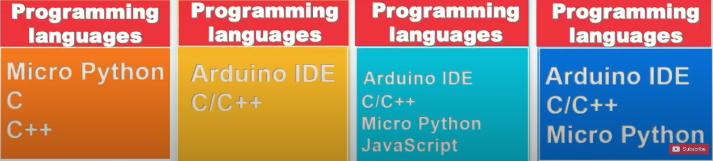 Programming
languages
Micro Python
C
C++
Programming
languages
Arduino IDE
C/C++
Programming
languages
Arduino IDE
C/C++
Micro Python
JavaScript
Programming
languages
Arduino IDE
C/C++
Micro Python
Subscribe